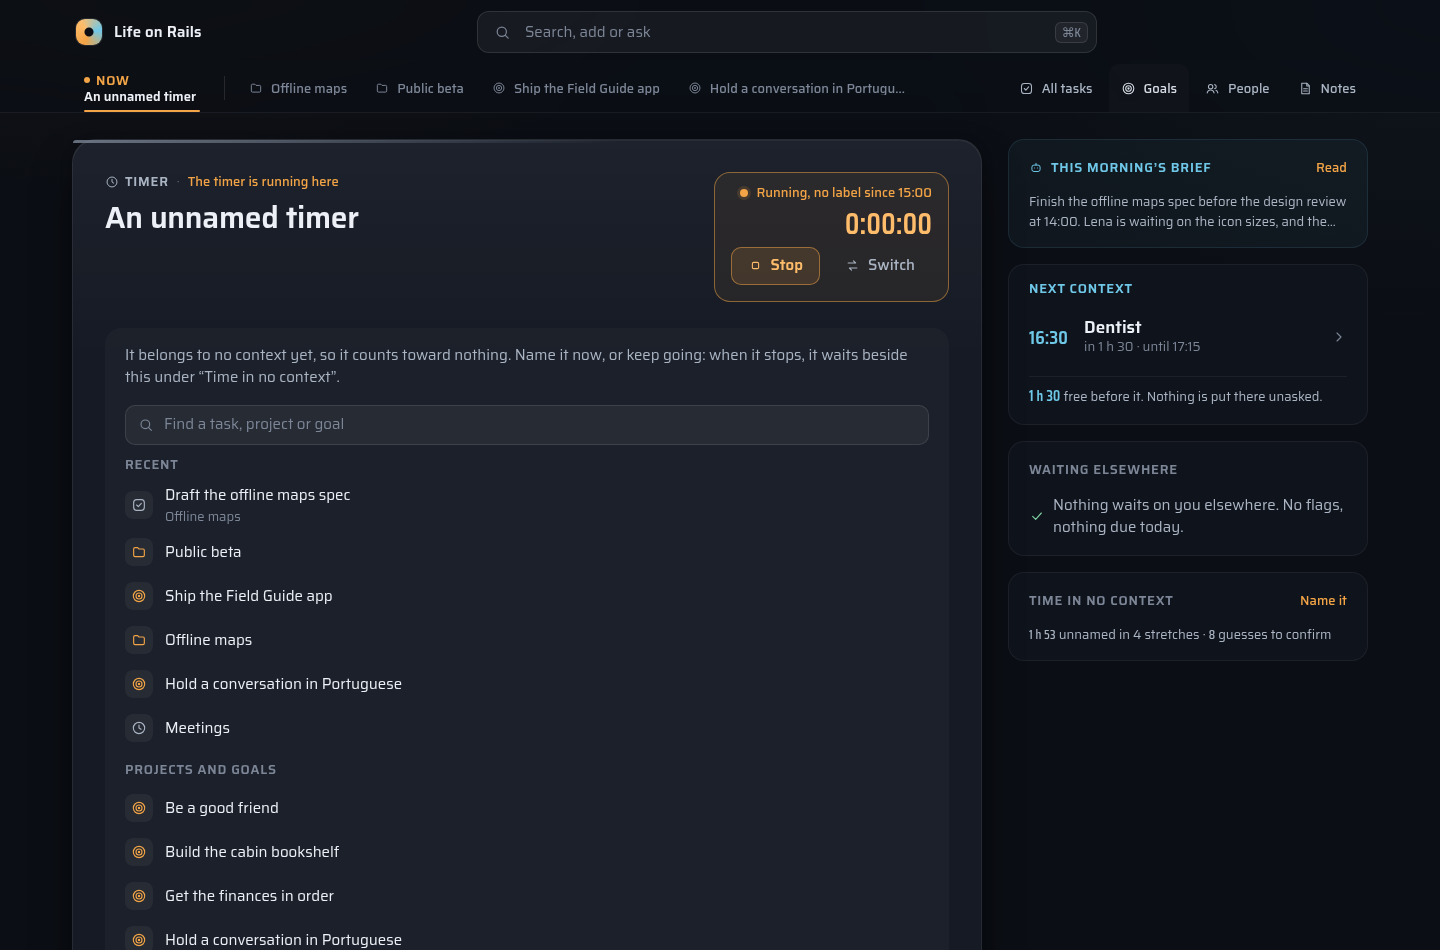 Life on Rails
Search, add or ask
⌘K
NOW
An unnamed timer
Offline maps
Public beta
Ship the Field Guide app
Hold a conversation in Portugu...
All tasks
Goals
People
Notes
TIMER · The timer is running here
An unnamed timer
Running, no label since 15:00
0:00:00
Stop
Switch
It belongs to no context yet, so it counts toward nothing. Name it now, or keep going: when it stops, it waits beside
this under “Time in no context”.
Find a task, project or goal
RECENT
Draft the offline maps spec
Offline maps
Public beta
Ship the Field Guide app
Offline maps
Hold a conversation in Portuguese
Meetings
PROJECTS AND GOALS
Be a good friend
Build the cabin bookshelf
Get the finances in order
Hold a conversation in Portuguese
THIS MORNING’S BRIEF
Read
Finish the offline maps spec before the design review
at 14:00. Lena is waiting on the icon sizes, and the...
NEXT CONTEXT
16:30
Dentist
in 1 h 30 · until 17:15
1 h 30 free before it. Nothing is put there unasked.
WAITING ELSEWHERE
Nothing waits on you elsewhere. No flags,
nothing due today.
TIME IN NO CONTEXT
Name it
1 h 53 unnamed in 4 stretches · 8 guesses to confirm